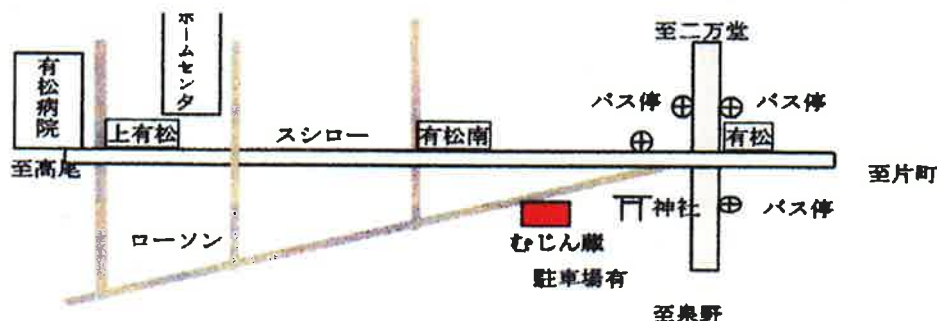 ホームセンタ
至二万堂
有松病院
バス停
バス停
上有松
スシロー
有松南
有松
至高尾
至片町
神社
バス停
ローソン
むじん蔵
駐車場有
至泉野